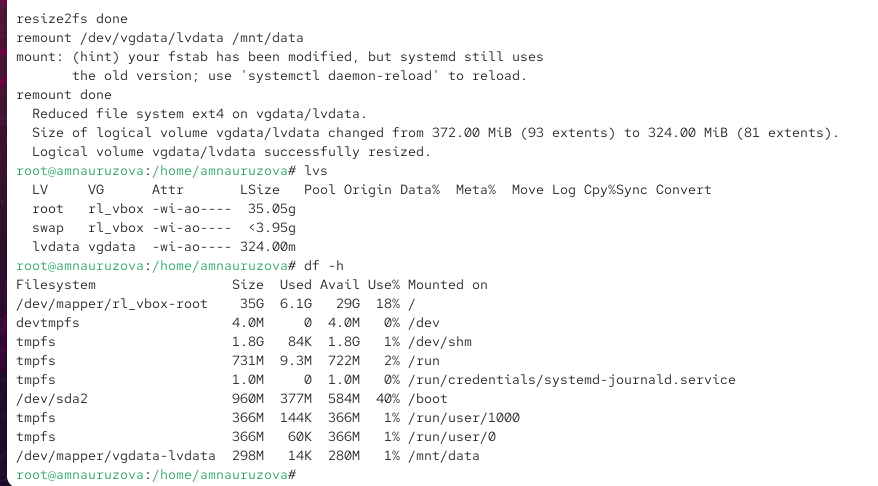 resize2fs done
remount /dev/vgdata/lvdata /mnt/data
mount: (hint) your fstab has been modified, but systemd still uses
       the old version; use 'systemctl daemon-reload' to reload.
remount done
  Reduced file system ext4 on vgdata/lvdata.
  Size of logical volume vgdata/lvdata changed from 372.00 MiB (93 extents) to 324.00 MiB (81 extents).
  Logical volume vgdata/lvdata successfully resized.
root@amnauruzova:/home/amnauruzova# lvs
  LV     VG      Attr       LSize   Pool Origin Data%  Meta%  Move Log Cpy%Sync Convert
  root   rl_vbox -wi-ao----  35.05g
  swap   rl_vbox -wi-ao----  <3.95g
  lvdata vgdata  -wi-ao---- 324.00m
root@amnauruzova:/home/amnauruzova# df -h
Filesystem                 Size  Used Avail Use% Mounted on
/dev/mapper/rl_vbox-root    35G  6.1G   29G  18% /
devtmpfs                   4.0M     0  4.0M   0% /dev
tmpfs                      1.8G   84K  1.8G   1% /dev/shm
tmpfs                      731M  9.3M  722M   2% /run
tmpfs                      1.0M     0  1.0M   0% /run/credentials/systemd-journald.service
/dev/sda2                  960M  377M  584M  40% /boot
tmpfs                      366M  144K  366M   1% /run/user/1000
tmpfs                      366M   60K  366M   1% /run/user/0
/dev/mapper/vgdata-lvdata  298M   14K  280M   1% /mnt/data
root@amnauruzova:/home/amnauruzova#